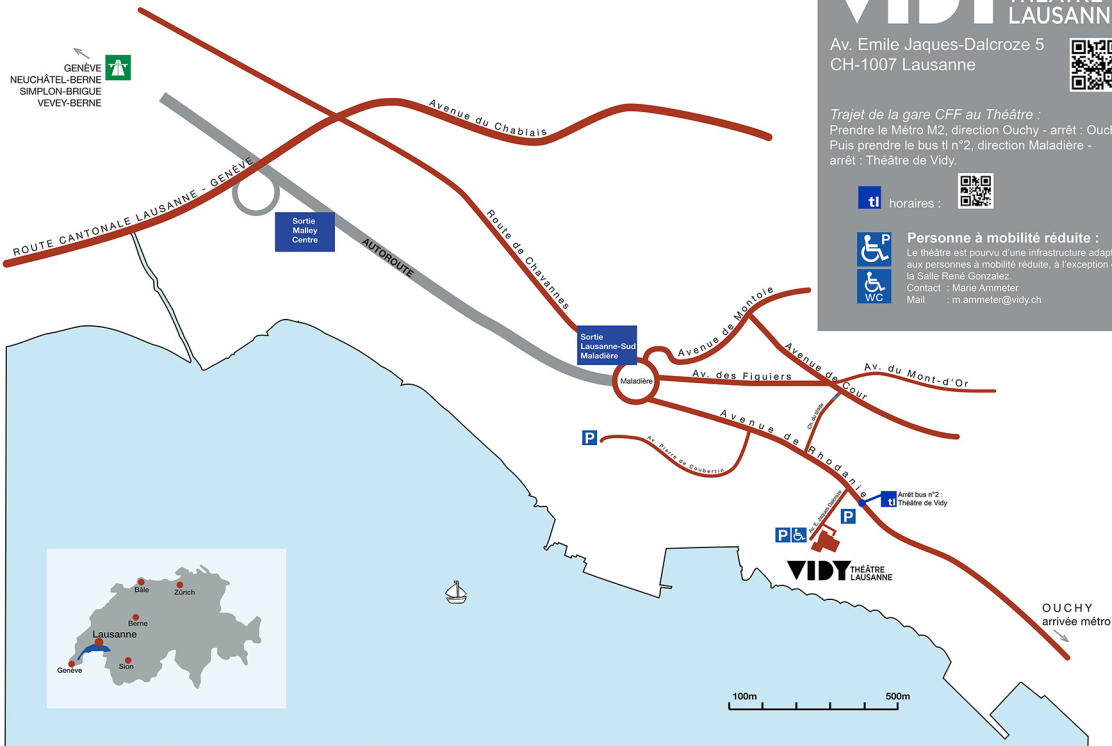 VIDY THÉÂTRE
LAUSANN
Av. Emile Jaques-Dalcroze 5
CH-1007 Lausanne
Trajet de la gare CFF au Théâtre :
Prendre le Métro M2, direction Ouchy - arrêt : Ouch
Puis prendre le bus tl n°2, direction Maladière -
arrêt : Théâtre de Vidy.
tl horaires :
P
WC
Personne à mobilité réduite :
Le théâtre est pourvu d'une infrastructure adapt
aux personnes à mobilité réduite, à l'exception
la Salle René Gonzalez.
Contact : Marie Ammeter
Mail : m.ammeter@vidy.ch
GENÈVE
NEUCHÂTEL-BERNE
SIMPLON-BRIGUE
VEVEY-BERNE
Avenue du Chablais
ROUTE CANTONALE LAUSANNE - GENÈVE
Sortie
Malley
Centre
AUTOROUTE
Route de Chavannes
Sortie
Lausanne-Sud
Maladière
Maladière
Avenue de Montoie
Av. des Figuiers
Avenue de Cour
Av. du Mont-d'Or
Avenue de Rhodanie
P
Av. Pierre de Coubertin
Av. E. Jaques Dalcroze
tl
Arrêt bus n°2 :
Théâtre de Vidy
P
P
VIDY THÉÂTRE
LAUSANNE
OUCHY
arrivée métro
Bâle
Zürich
Berne
Lausanne
Genève
Sion
100m 500m